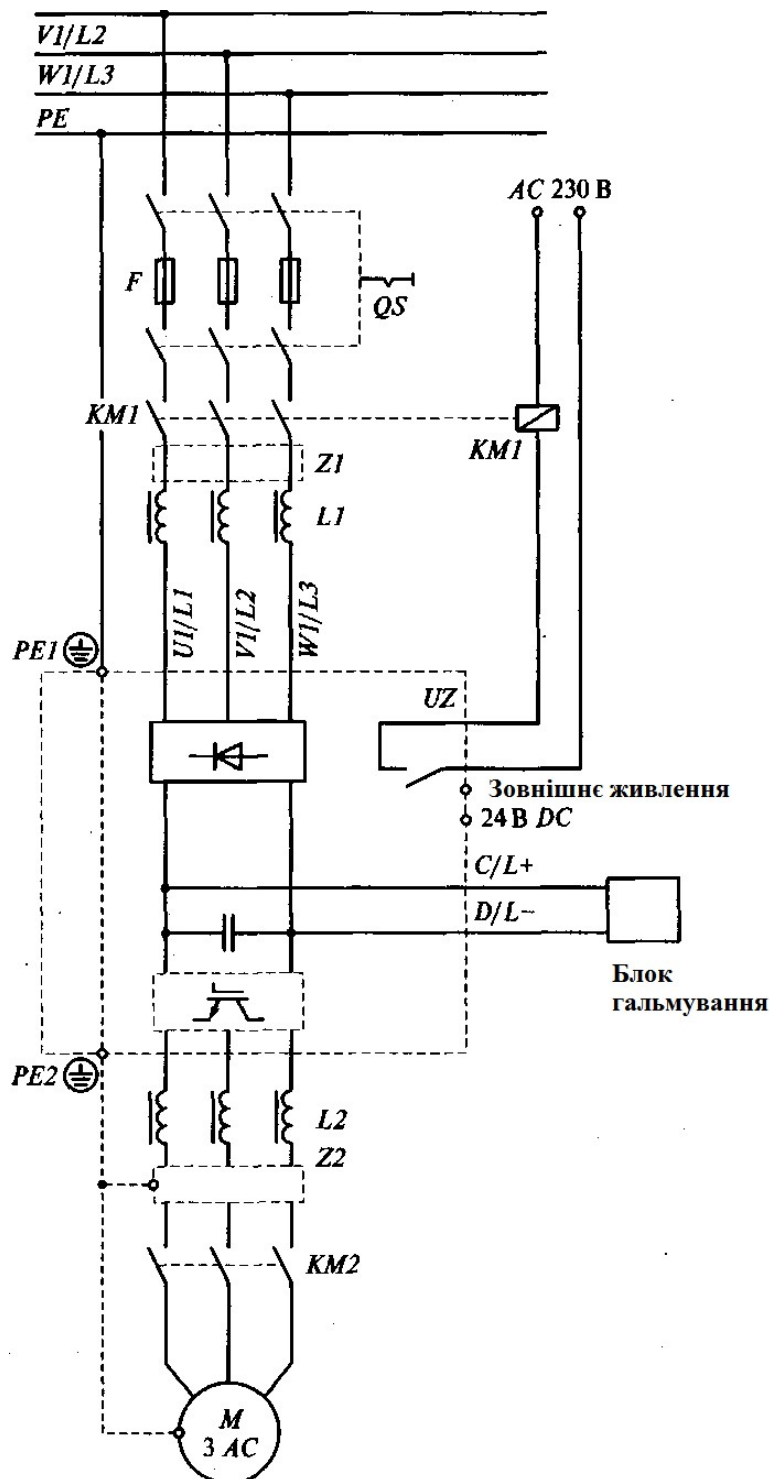 V1/L2
W1/L3
PE
AC 230 В
F
QS
KM1
KM1
Z1
L1
U1/L1
V1/L2
W1/L3
PE1
UZ
Зовнішнє живлення
24 В DC
C/L+
D/L−
Блок
гальмування
PE2
L2
Z2
KM2
M
3 AC